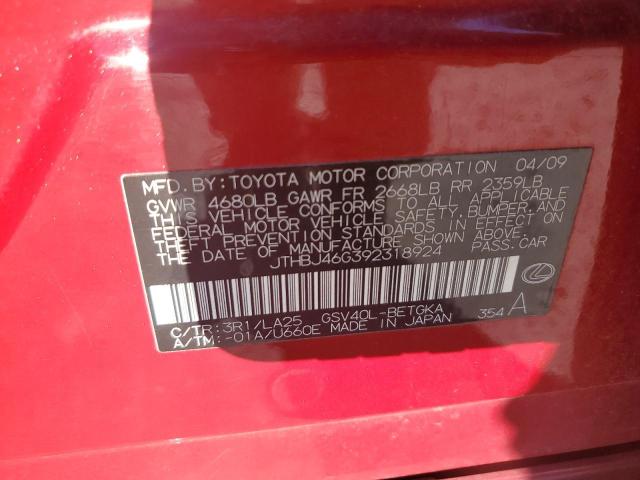 MFD. BY: TOYOTA MOTOR CORPORATION 04/09
GVWR 4680LB GAWR FR 2668LB RR 2359LB
THIS VEHICLE CONFORMS TO ALL APPLICABLE
FEDERAL MOTOR VEHICLE SAFETY, BUMPER, AND
THEFT PREVENTION STANDARDS IN EFFECT ON
THE DATE OF MANUFACTURE SHOWN ABOVE.
JTHBJ46G392318924 PASS. CAR
C/TR: 3R1/LA25 GSV40L-BETGKA
A/TM: -01A/U660E MADE IN JAPAN 354 A